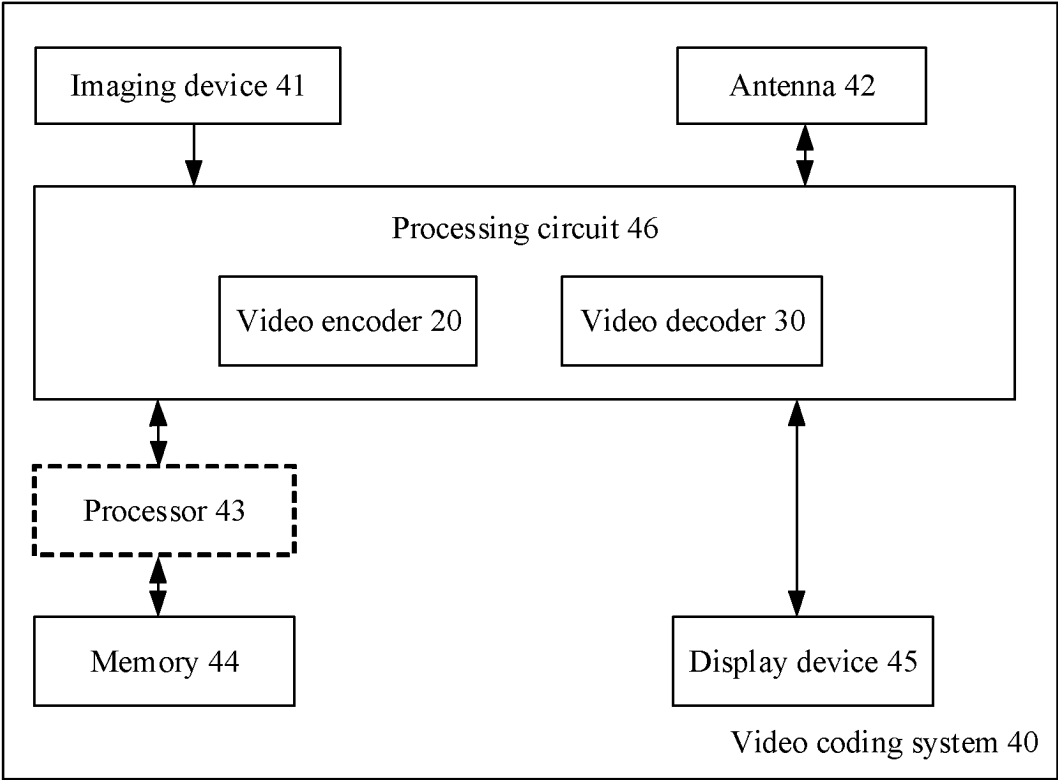 Imaging device 41
Antenna 42
Processing circuit 46
Video encoder 20
Video decoder 30
Processor 43
Memory 44
Display device 45
Video coding system 40